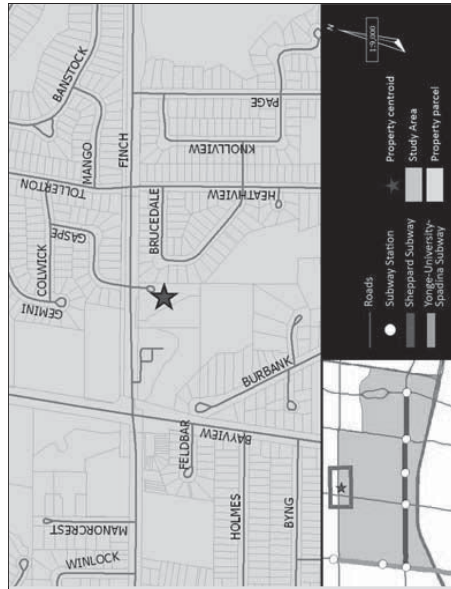 BANSTOCK
MANGO
TOLLERTON
FINCH
PAGE
KNOLLVIEW
HEATHVIEW
BRUCEDALE
GASPE
COLWICK
GEMINI
BURBANK
BAYVIEW
FELDBAR
MANORCREST
WINLOCK
HOLMES
BYNG
N
1:9,000
Roads
Subway Station
Sheppard Subway
Yonge-University-
Spadina Subway
Property centroid
Study Area
Property parcel